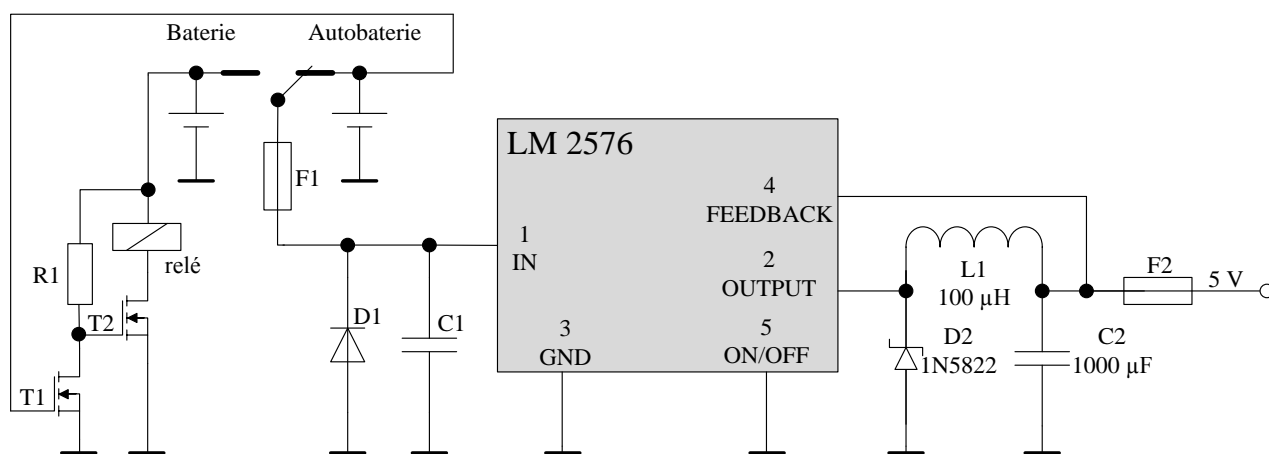 Baterie
Autobaterie
LM 2576
F1
4
FEEDBACK
1
IN
R1
relé
2
OUTPUT
L1
100 µH
F2
5 V
T2
D1
C1
3
GND
5
ON/OFF
D2
1N5822
C2
1000 µF
T1